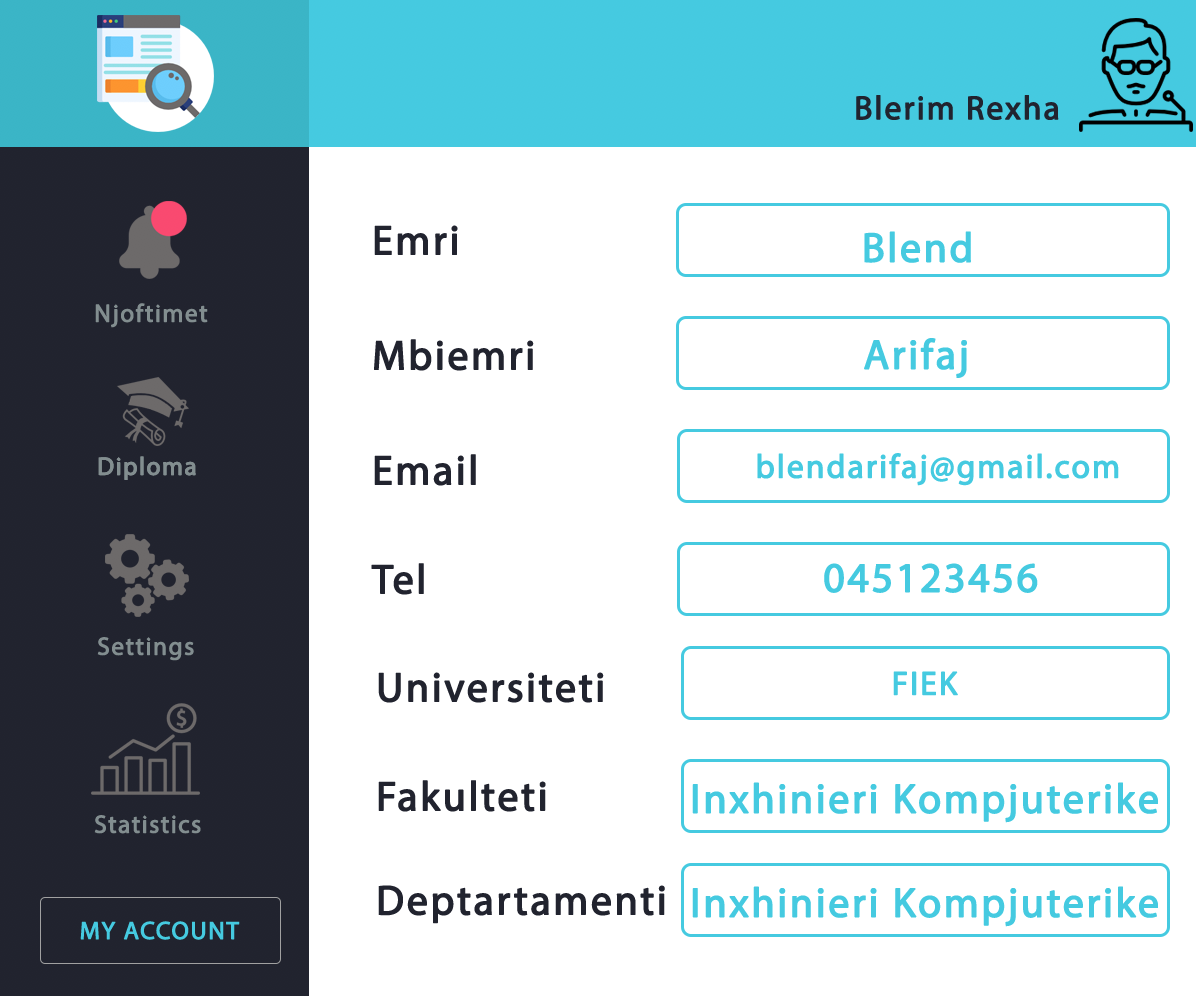 Blerim Rexha
Njoftimet
Diploma
Settings
$
Statistics
MY ACCOUNT
Emri
Blend
Mbiemri
Arifaj
Email
blendarifaj@gmail.com
Tel
045123456
Universiteti
FIEK
Fakulteti
Inxhinieri Kompjuterike
Deptartamenti
Inxhinieri Kompjuterike